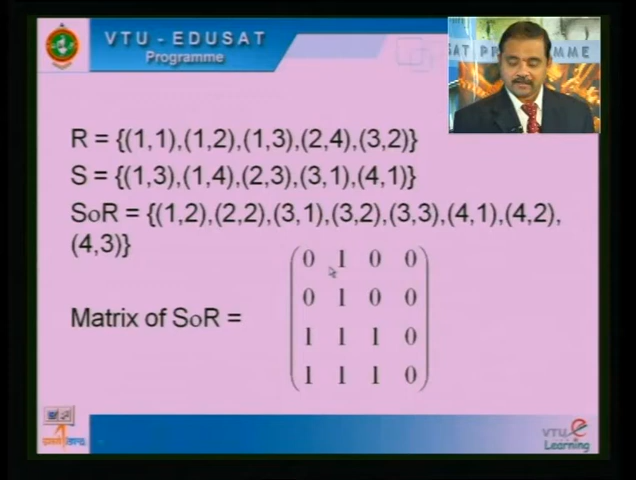 VTU - EDUSAT
Programme
SAT PROGRAMME
R = {(1,1),(1,2),(1,3),(2,4),(3,2)}
S = {(1,3),(1,4),(2,3),(3,1),(4,1)}
SoR = {(1,2),(2,2),(3,1),(3,2),(3,3),(4,1),(4,2),
(4,3)}
0 1 0 0
0 1 0 0
Matrix of SoR =
1 1 1 0
1 1 1 0
VTU e
Learning